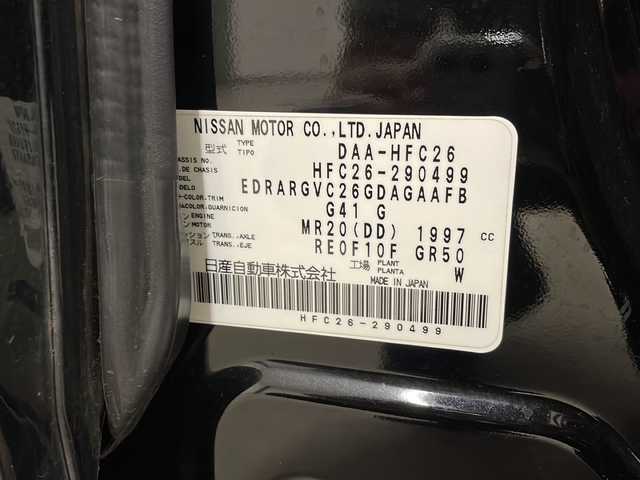 NISSAN MOTOR CO.,LTD.JAPAN
型式 TYPE TIPO DAA-HFC26
CHASSIS NO. DE CHASIS HFC26-290499
EDRARGVC26GDAGAAFB
COLOR,TRIM COLOR,GUARNICION G41 G
ENGINE MOTOR MR20(DD) 1997 cc
TRANS.,AXLE TRANS.,EJE RE0F10F GR50
工場 PLANT PLANTA W
日産自動車株式会社 MADE IN JAPAN
HFC26-290499